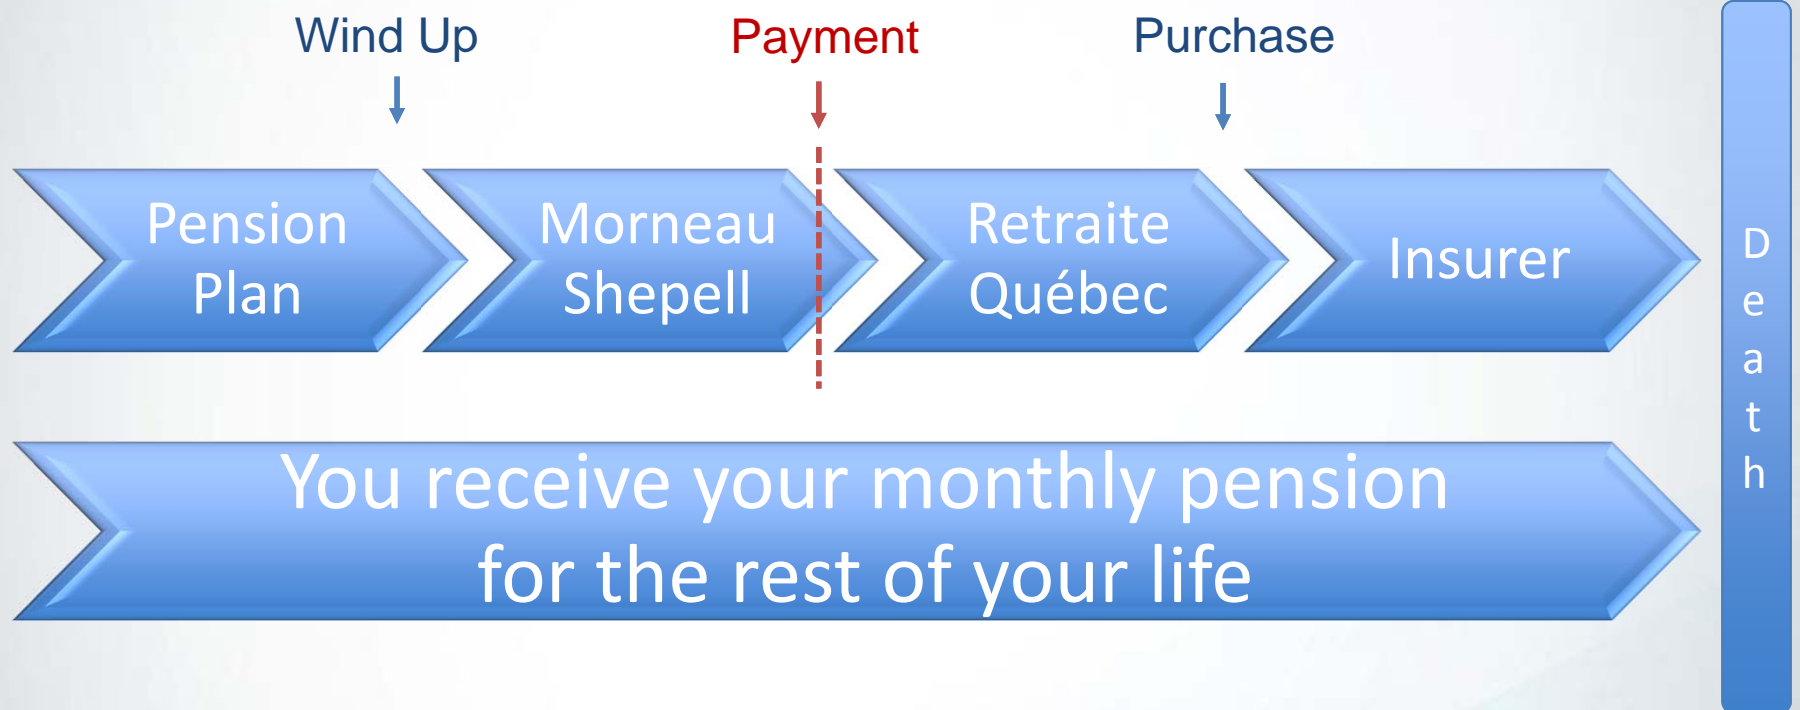 Wind Up
Payment
Purchase
Pension
Plan
Morneau
Shepell
Retraite
Québec
Insurer
You receive your monthly pension
for the rest of your life
D
e
a
t
h